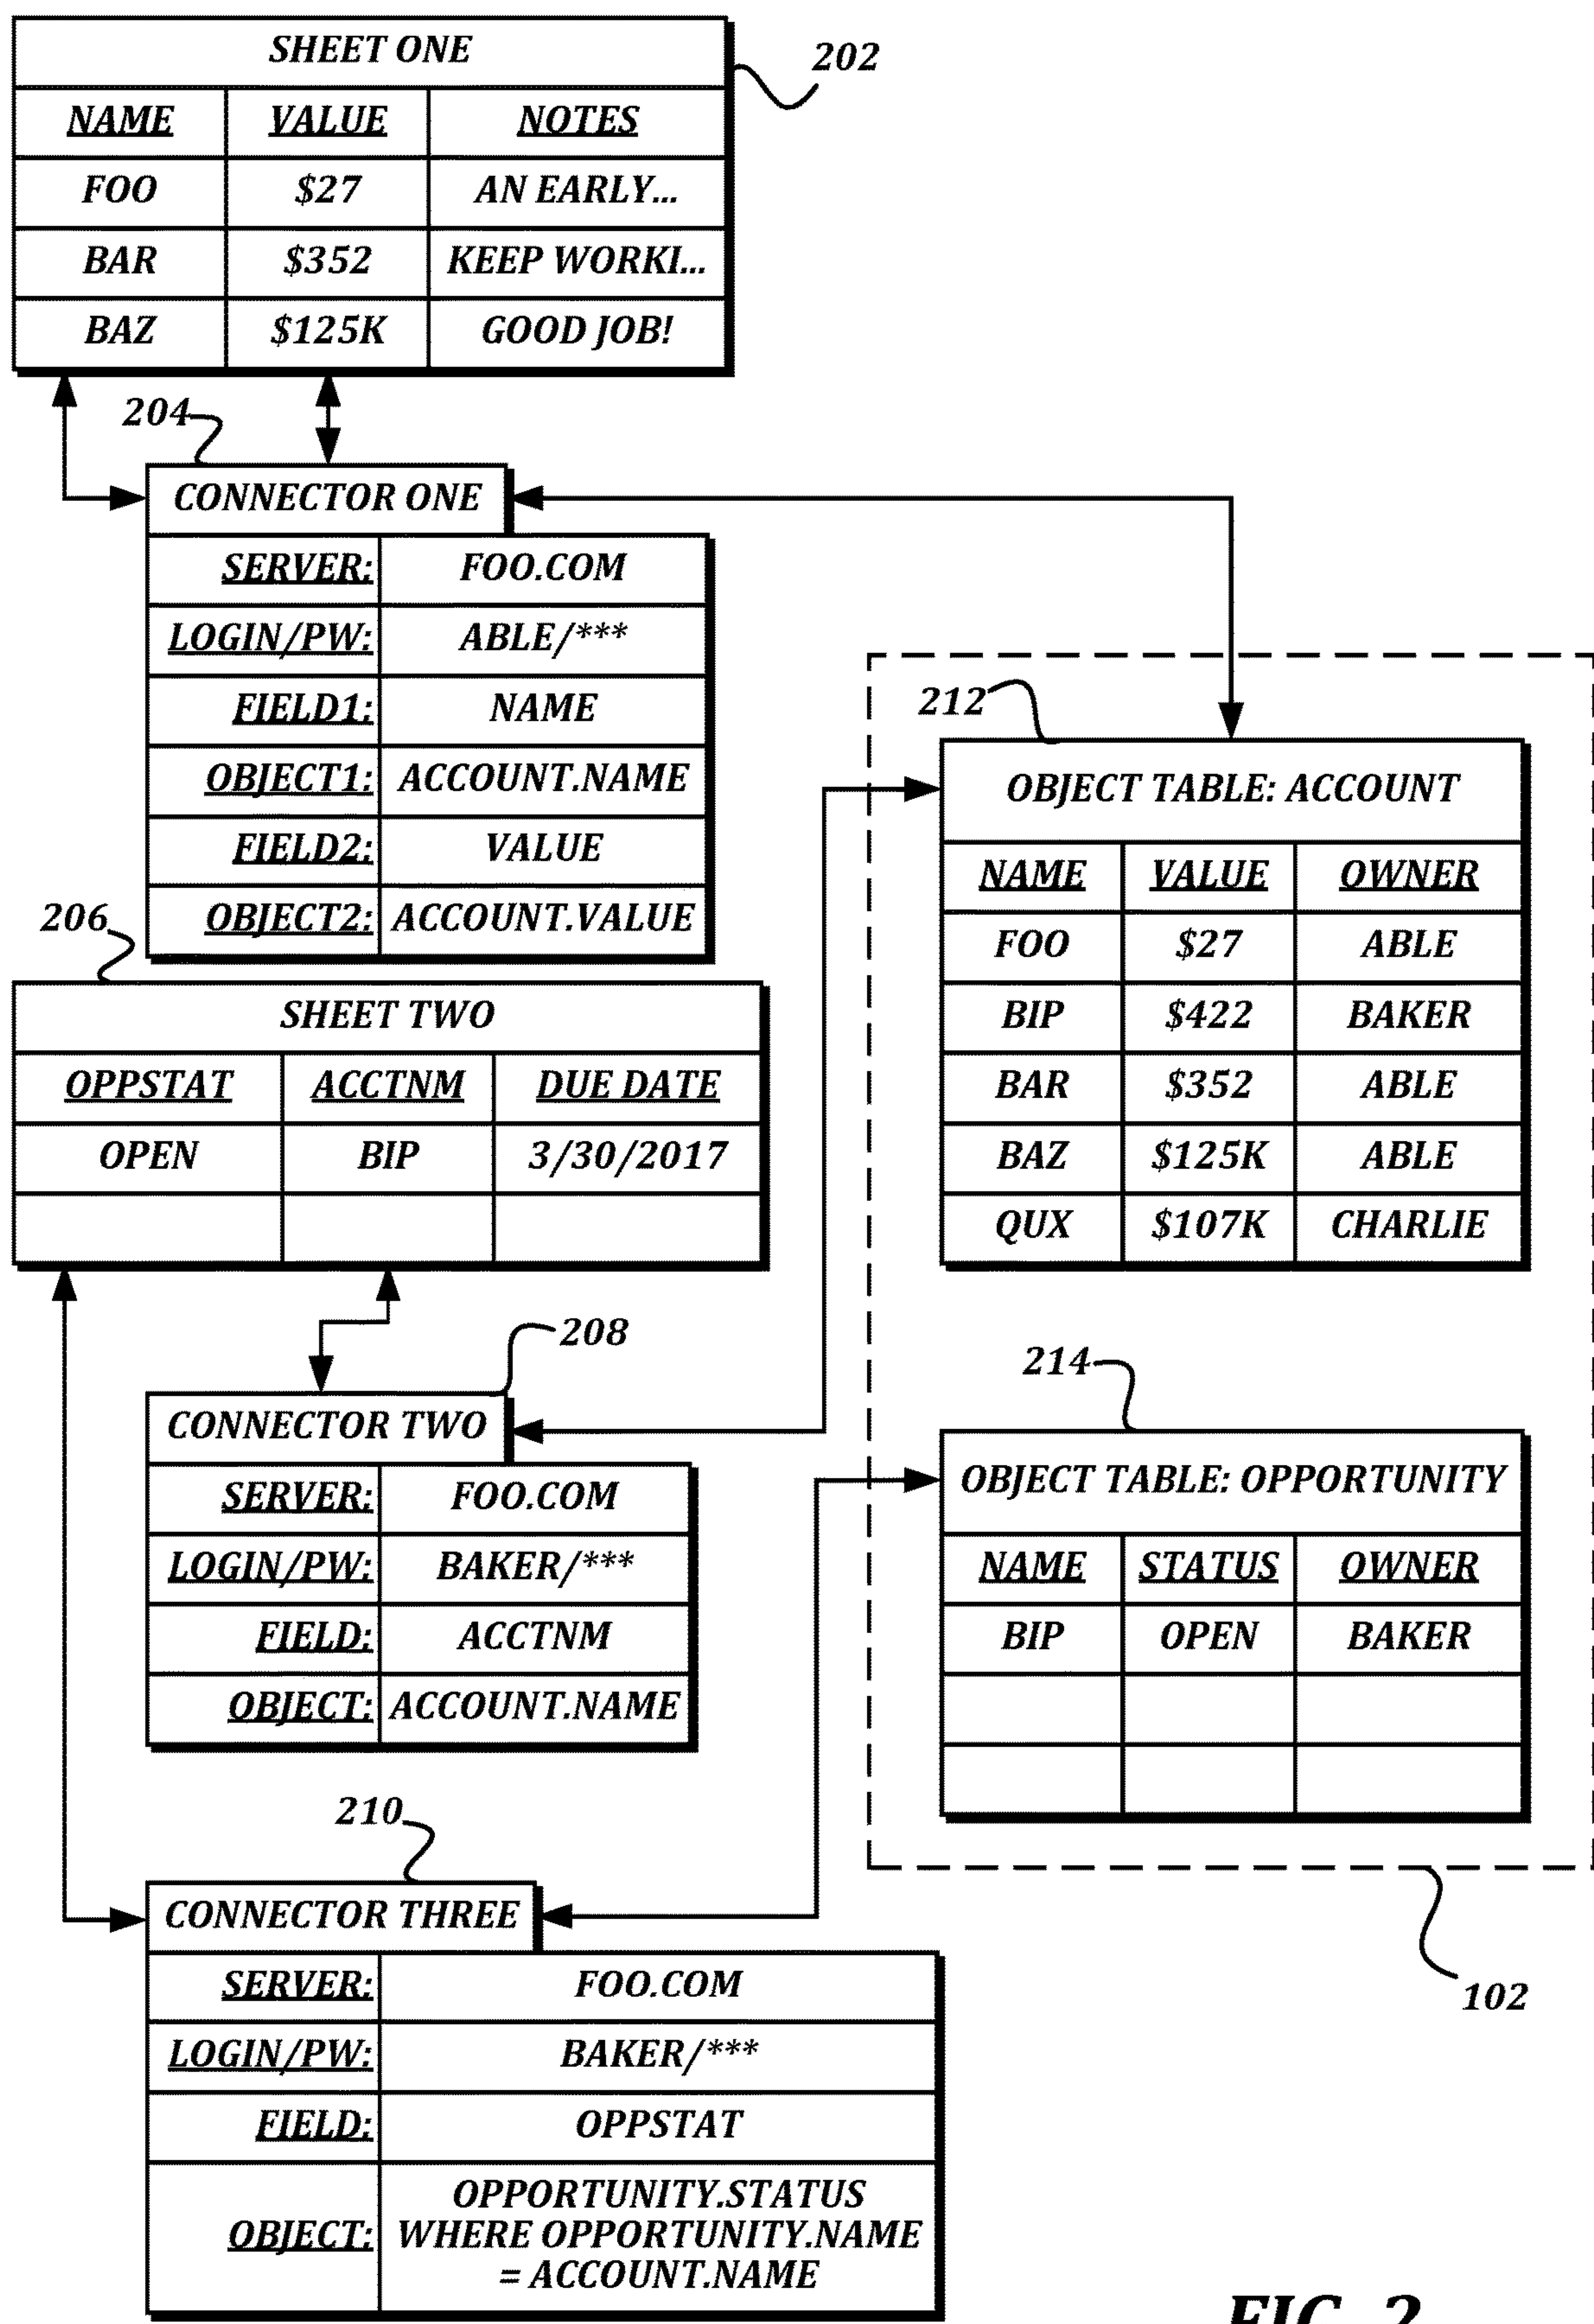 SHEET ONE
202
NAME VALUE NOTES
FOO $27 AN EARLY...
BAR $352 KEEP WORKI...
BAZ $125K GOOD JOB!
204
CONNECTOR ONE
SERVER: FOO.COM
LOGIN/PW: ABLE/***
FIELD1: NAME
OBJECT1: ACCOUNT.NAME
FIELD2: VALUE
OBJECT2: ACCOUNT.VALUE
206
SHEET TWO
OPPSTAT ACCTNM DUE DATE
OPEN BIP 3/30/2017
208
CONNECTOR TWO
SERVER: FOO.COM
LOGIN/PW: BAKER/***
FIELD: ACCTNM
OBJECT: ACCOUNT.NAME
210
CONNECTOR THREE
SERVER: FOO.COM
LOGIN/PW: BAKER/***
FIELD: OPPSTAT
OBJECT: OPPORTUNITY.STATUS
WHERE OPPORTUNITY.NAME
= ACCOUNT.NAME
212
OBJECT TABLE: ACCOUNT
NAME VALUE OWNER
FOO $27 ABLE
BIP $422 BAKER
BAR $352 ABLE
BAZ $125K ABLE
QUX $107K CHARLIE
214
OBJECT TABLE: OPPORTUNITY
NAME STATUS OWNER
BIP OPEN BAKER
102
FIG. 2